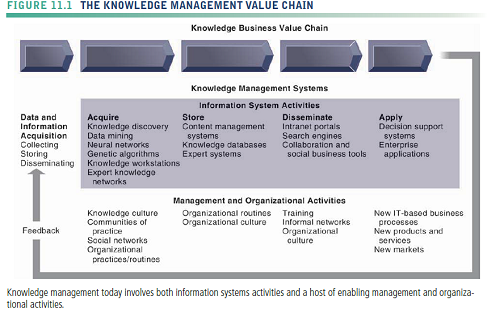 FIGURE 11.1 THE KNOWLEDGE MANAGEMENT VALUE CHAIN
Knowledge Business Value Chain
Knowledge Management Systems
Information System Activities
Data and
Information
Acquisition
Collecting
Storing
Disseminating
Acquire
Knowledge discovery
Data mining
Neural networks
Genetic algorithms
Knowledge workstations
Expert knowledge
networks
Store
Content management
systems
Knowledge databases
Expert systems
Disseminate
Intranet portals
Search engines
Collaboration and
social business tools
Apply
Decision support
systems
Enterprise
applications
Management and Organizational Activities
Feedback
Knowledge culture
Communities of
practice
Social networks
Organizational
practices/routines
Organizational routines
Organizational culture
Training
Informal networks
Organizational
culture
New IT-based business
processes
New products and
services
New markets
Knowledge management today involves both information systems activities and a host of enabling management and organiza-
tional activities.